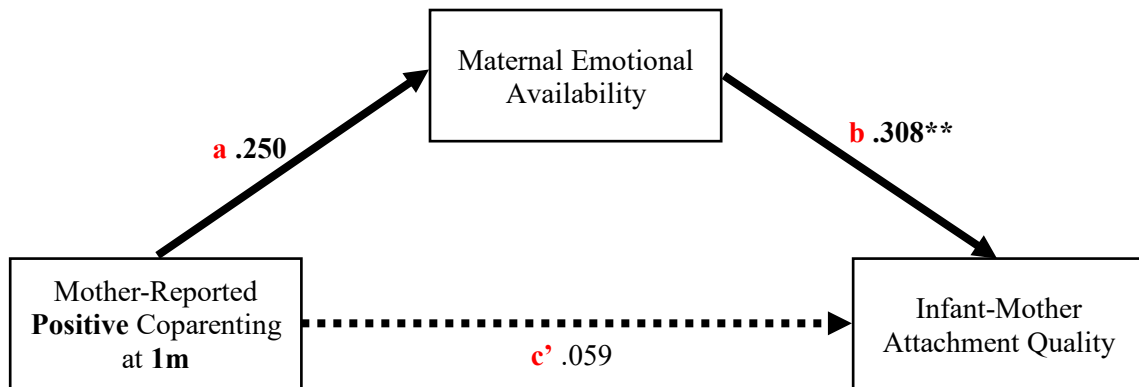 Maternal Emotional
Availability
a .250
b .308**
Mother-Reported
Positive Coparenting
at 1m
c’ .059
Infant-Mother
Attachment Quality